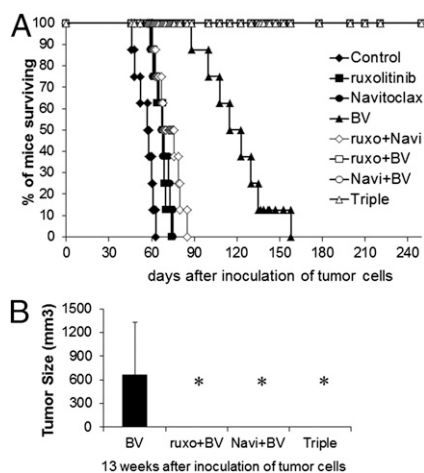 A
% of mice surviving
100
90
80
70
60
50
40
30
20
10
0
0 30 60 90 120 150 180 210 240
days after inoculation of tumor cells
Control
ruxolitinib
Navitoclax
BV
ruxo+Navi
ruxo+BV
Navi+BV
Triple
B
Tumor Size (mm3)
1500
1200
900
600
300
0
* * *
BV ruxo+BV Navi+BV Triple
13 weeks after inoculation of tumor cells